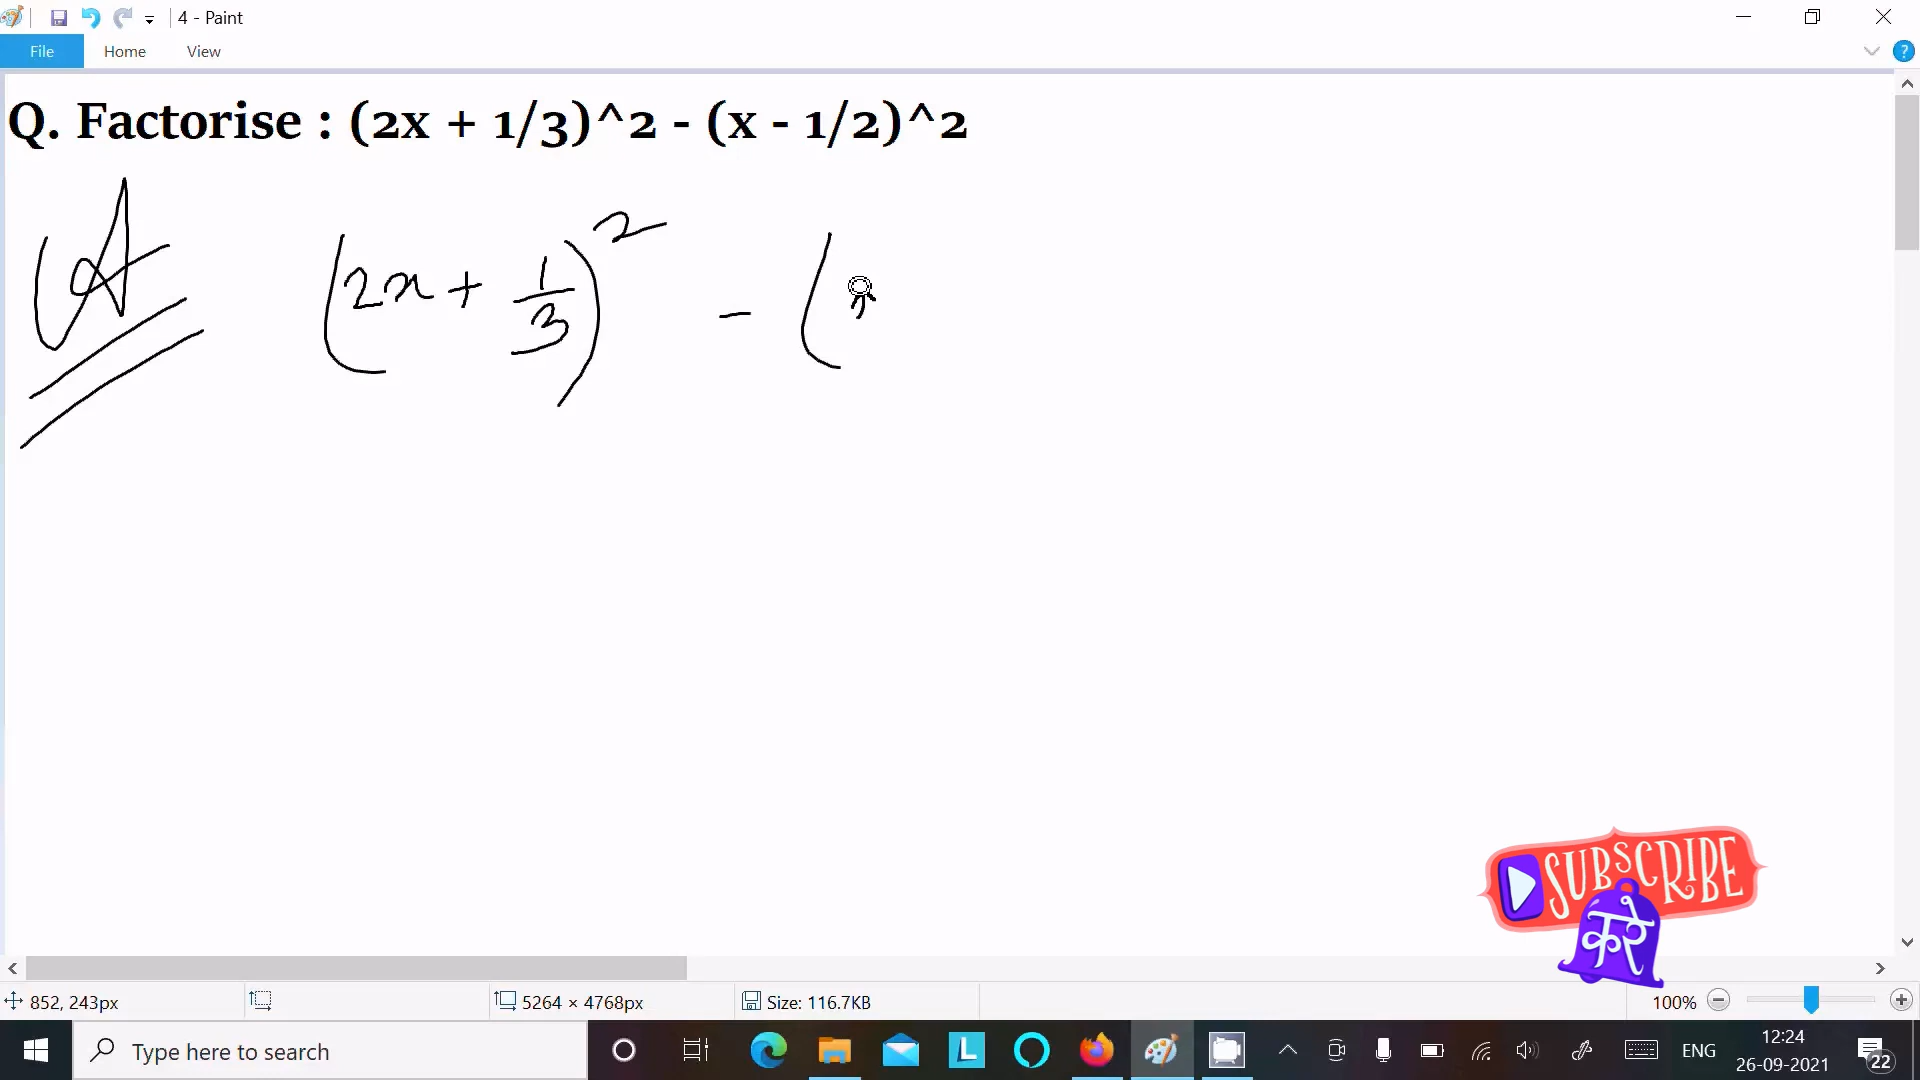 4 - Paint
File Home View
Q. Factorise : (2x + 1/3)^2 - (x - 1/2)^2
A (2x + 1/3)^2 - (
SUBSCRIBE
करे
852, 243px 5264 × 4768px Size: 116.7KB 100%
Type here to search ENG 12:24
26-09-2021 22